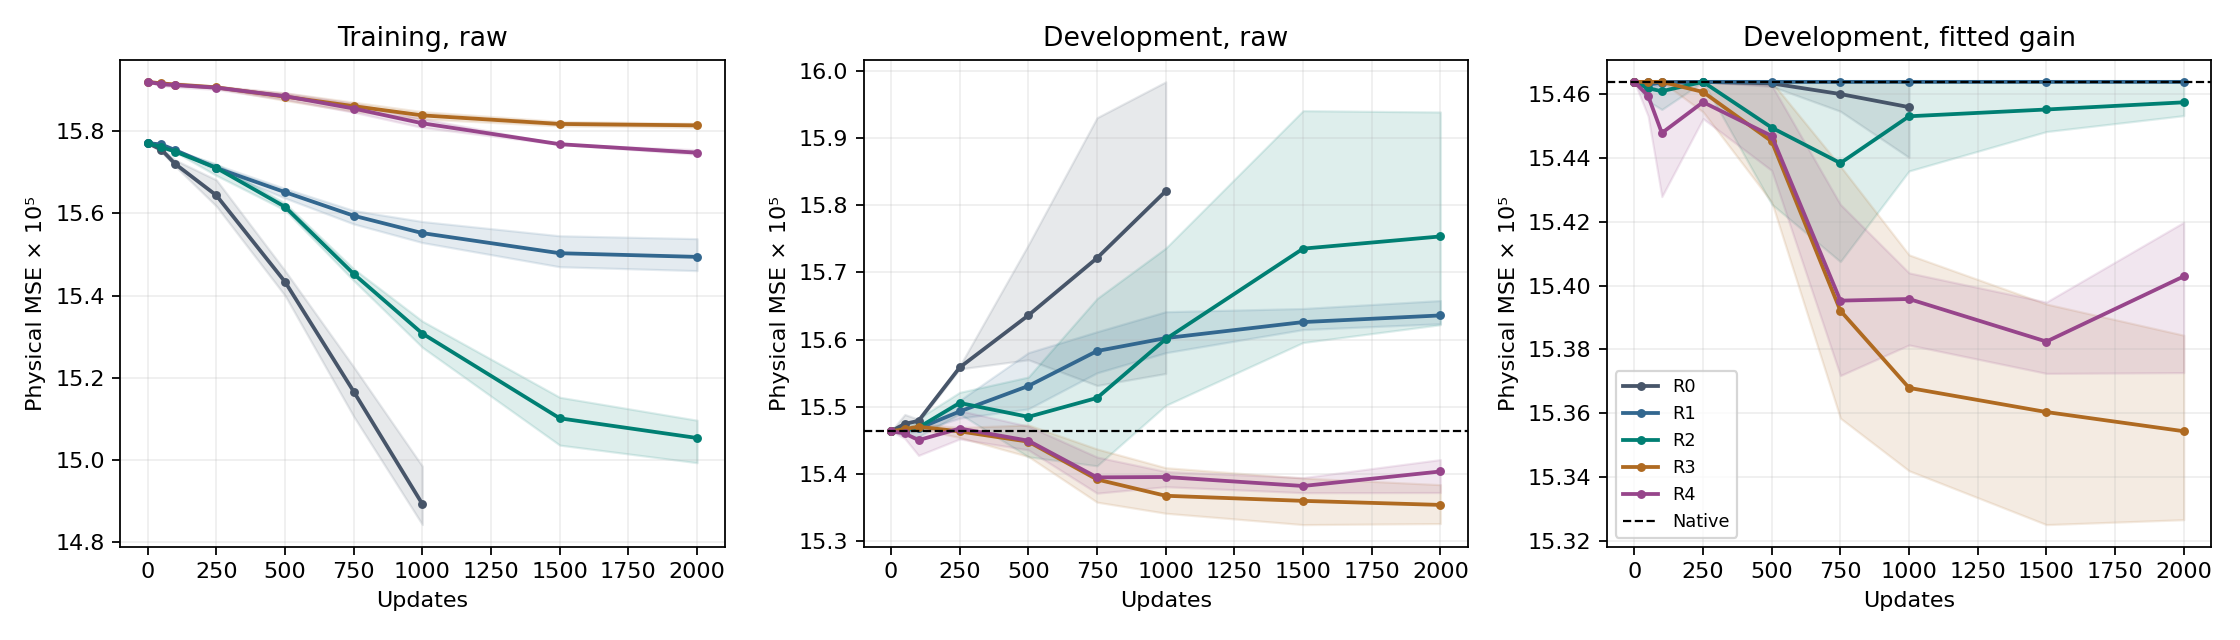 Training, raw
Physical MSE × 10⁵
15.8
15.6
15.4
15.2
15.0
14.8
0 250 500 750 1000 1250 1500 1750 2000
Updates
Development, raw
Physical MSE × 10⁵
16.0
15.9
15.8
15.7
15.6
15.5
15.4
15.3
0 250 500 750 1000 1250 1500 1750 2000
Updates
Development, fitted gain
Physical MSE × 10⁵
15.46
15.44
15.42
15.40
15.38
15.36
15.34
15.32
R0
R1
R2
R3
R4
Native
0 250 500 750 1000 1250 1500 1750 2000
Updates